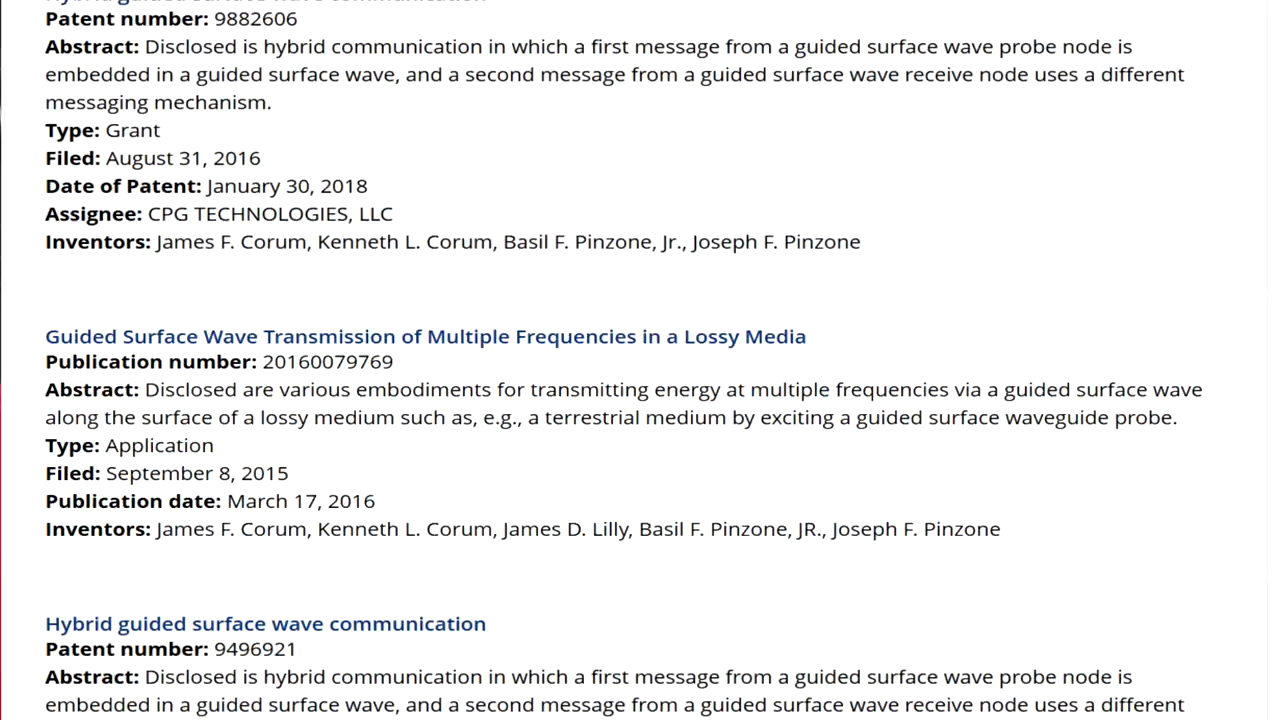 Patent number: 9882606
Abstract: Disclosed is hybrid communication in which a first message from a guided surface wave probe node is
embedded in a guided surface wave, and a second message from a guided surface wave receive node uses a different
messaging mechanism.
Type: Grant
Filed: August 31, 2016
Date of Patent: January 30, 2018
Assignee: CPG TECHNOLOGIES, LLC
Inventors: James F. Corum, Kenneth L. Corum, Basil F. Pinzone, Jr., Joseph F. Pinzone
Guided Surface Wave Transmission of Multiple Frequencies in a Lossy Media
Publication number: 20160079769
Abstract: Disclosed are various embodiments for transmitting energy at multiple frequencies via a guided surface wave
along the surface of a lossy medium such as, e.g., a terrestrial medium by exciting a guided surface waveguide probe.
Type: Application
Filed: September 8, 2015
Publication date: March 17, 2016
Inventors: James F. Corum, Kenneth L. Corum, James D. Lilly, Basil F. Pinzone, JR., Joseph F. Pinzone
Hybrid guided surface wave communication
Patent number: 9496921
Abstract: Disclosed is hybrid communication in which a first message from a guided surface wave probe node is
embedded in a guided surface wave, and a second message from a guided surface wave receive node uses a different